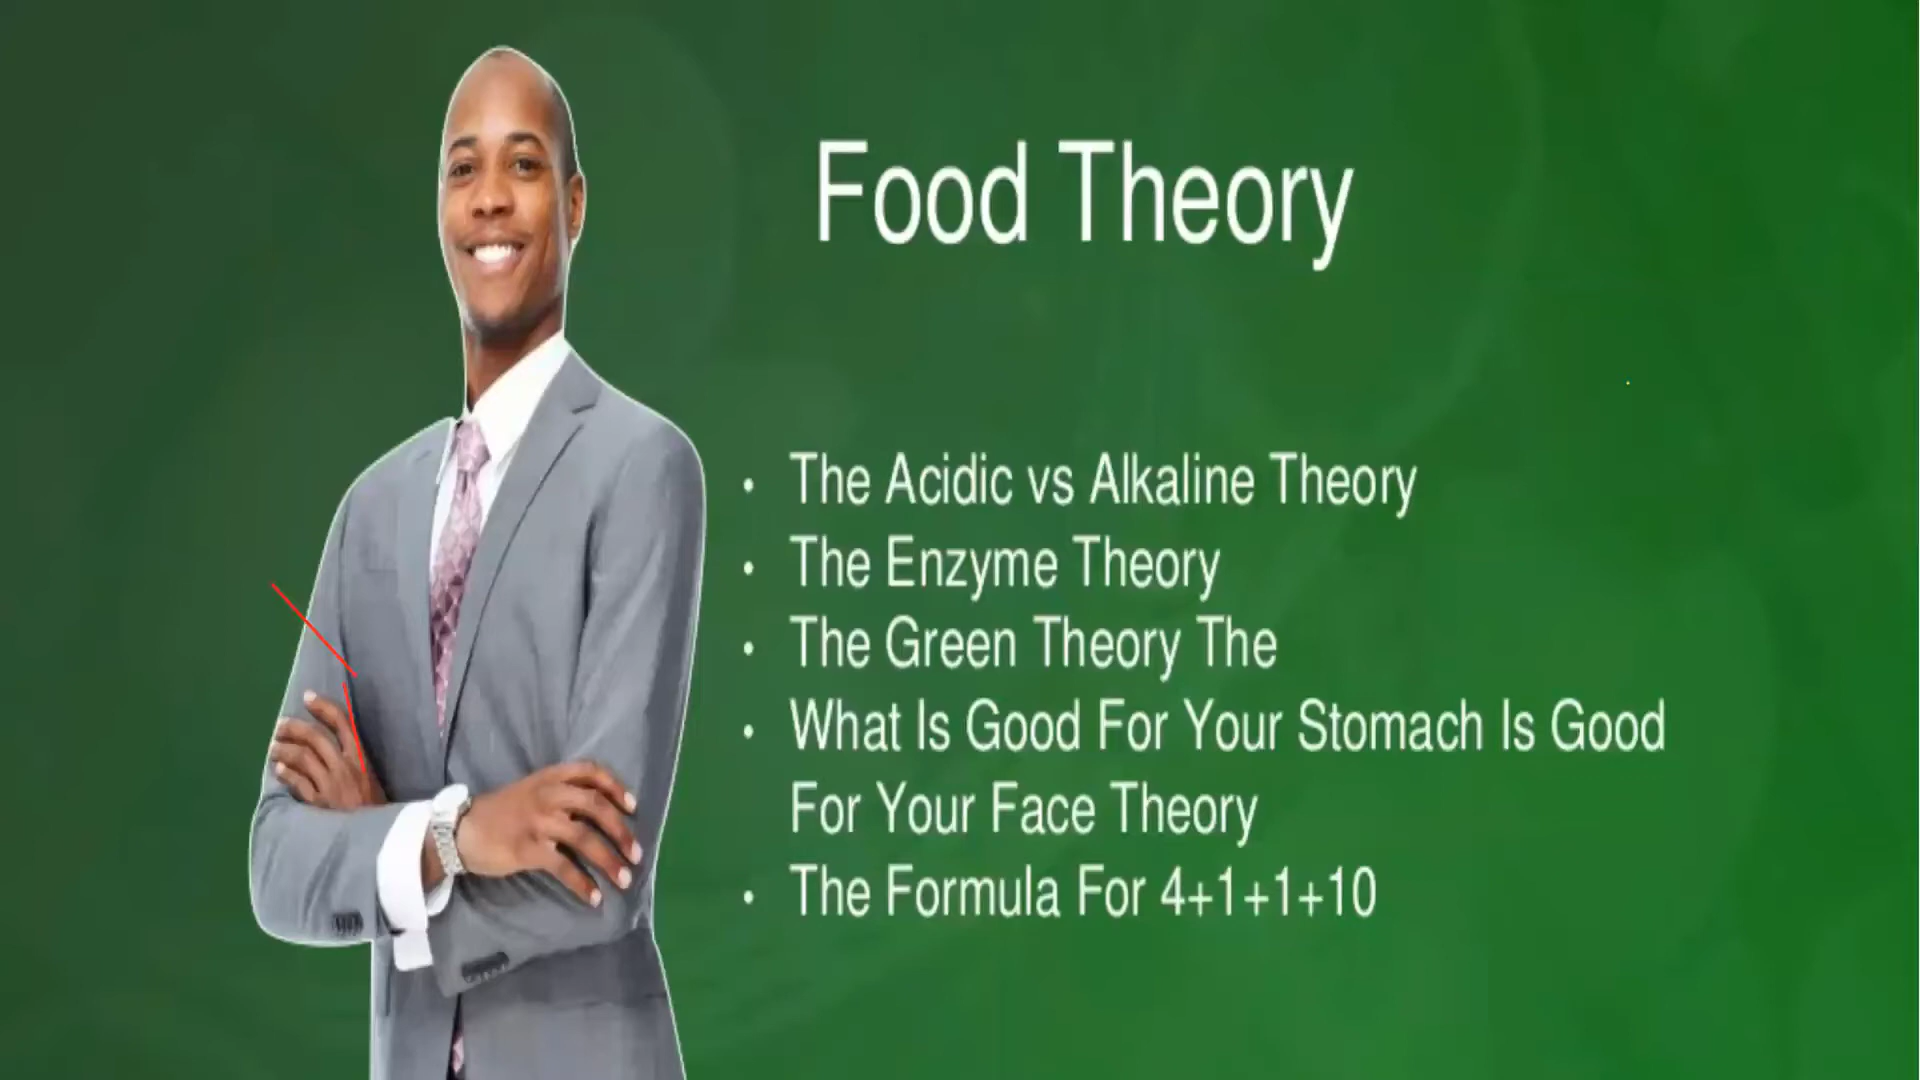 Food Theory
• The Acidic vs Alkaline Theory
• The Enzyme Theory
• The Green Theory The
• What Is Good For Your Stomach Is Good
For Your Face Theory
• The Formula For 4+1+1+10